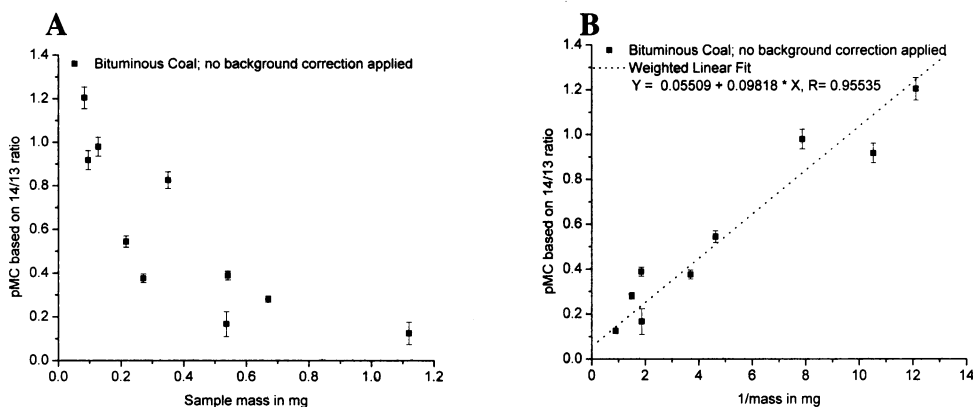 A
Bituminous Coal; no background correction applied
pMC based on 14/13 ratio
1.4
1.2
1.0
0.8
0.6
0.4
0.2
0.0
0.0 0.2 0.4 0.6 0.8 1.0 1.2
Sample mass in mg
B
Bituminous Coal; no background correction applied
Weighted Linear Fit
Y = 0.05509 + 0.09818 * X, R= 0.95535
pMC based on 14/13 ratio
1.4
1.2
1.0
0.8
0.6
0.4
0.2
0.0
0 2 4 6 8 10 12 14
1/mass in mg